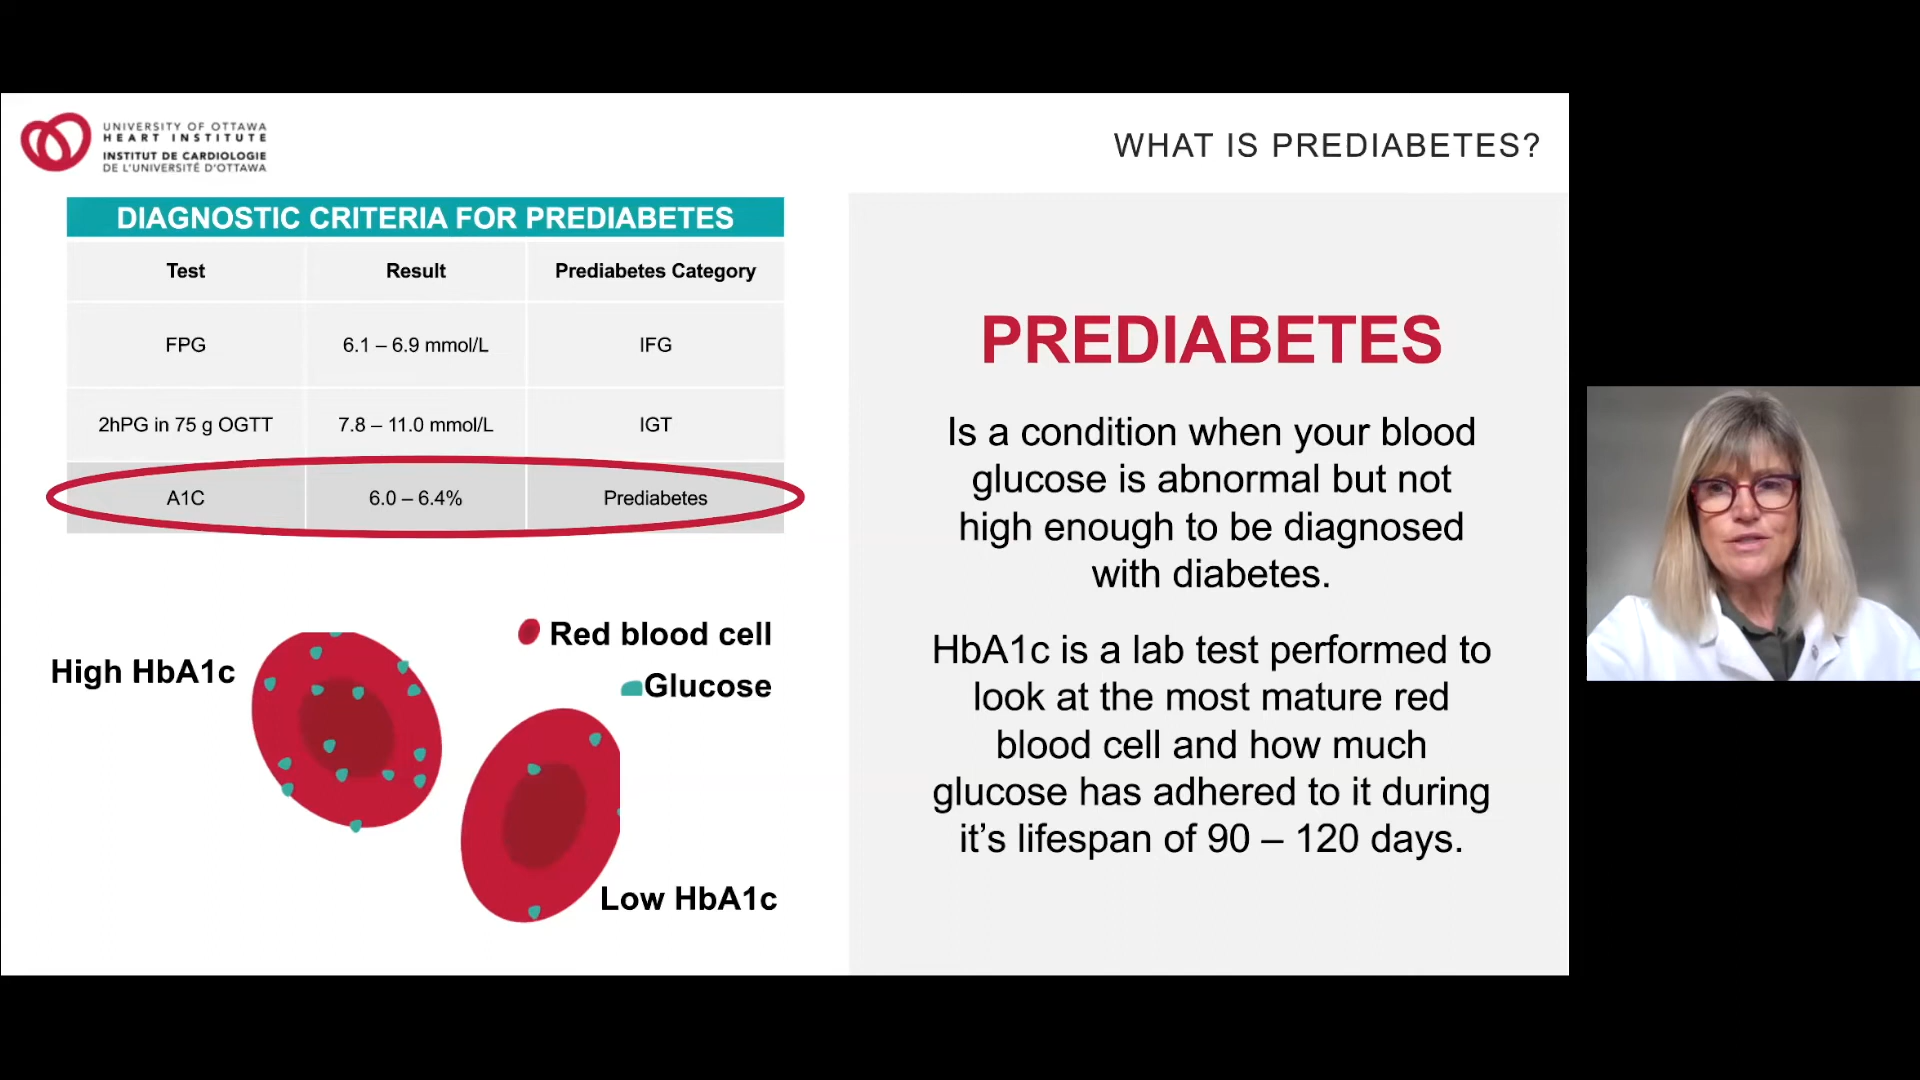 UNIVERSITY OF OTTAWA
HEART INSTITUTE
INSTITUT DE CARDIOLOGIE
DE L'UNIVERSITÉ D'OTTAWA
WHAT IS PREDIABETES?
DIAGNOSTIC CRITERIA FOR PREDIABETES
Test Result Prediabetes Category
FPG 6.1 – 6.9 mmol/L IFG
2hPG in 75 g OGTT 7.8 – 11.0 mmol/L IGT
A1C 6.0 – 6.4% Prediabetes
High HbA1c
Red blood cell
Glucose
Low HbA1c
PREDIABETES
Is a condition when your blood
glucose is abnormal but not
high enough to be diagnosed
with diabetes.
HbA1c is a lab test performed to
look at the most mature red
blood cell and how much
glucose has adhered to it during
it’s lifespan of 90 – 120 days.